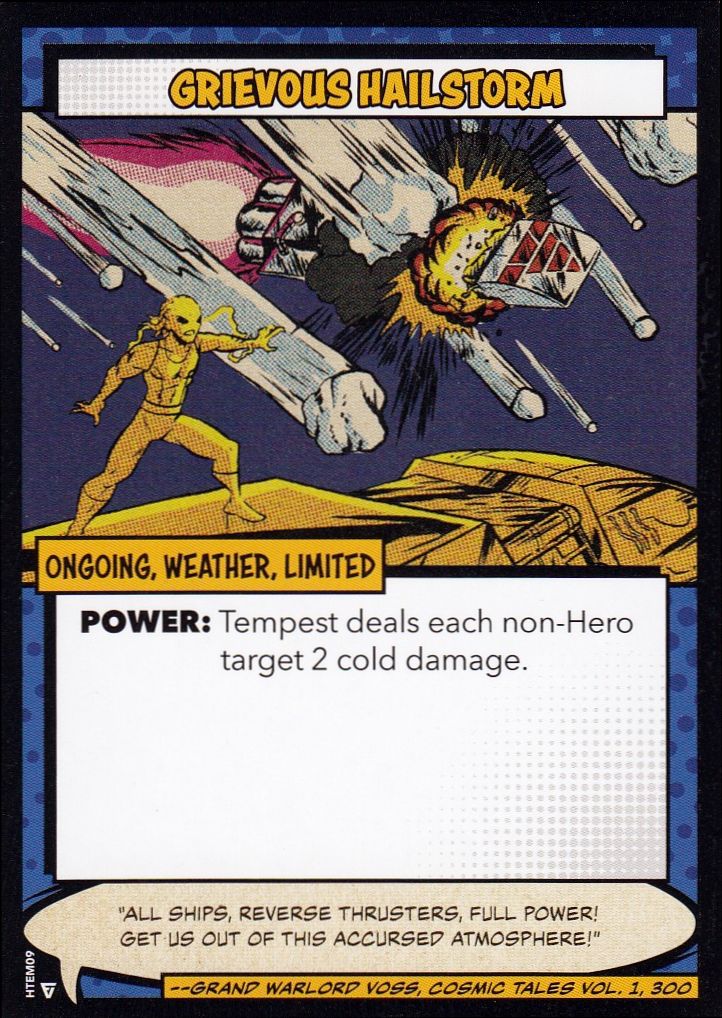 GRIEVOUS HAILSTORM
ONGOING, WEATHER, LIMITED
POWER: Tempest deals each non-Hero
target 2 cold damage.
"ALL SHIPS, REVERSE THRUSTERS, FULL POWER!
GET US OUT OF THIS ACCURSED ATMOSPHERE!"
--GRAND WARLORD VOSS, COSMIC TALES VOL. 1, 300
HTEM09